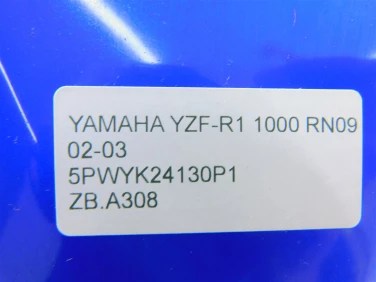 YAMAHA YZF-R1 1000 RN09
02-03
5PWYK24130P1
ZB.A308